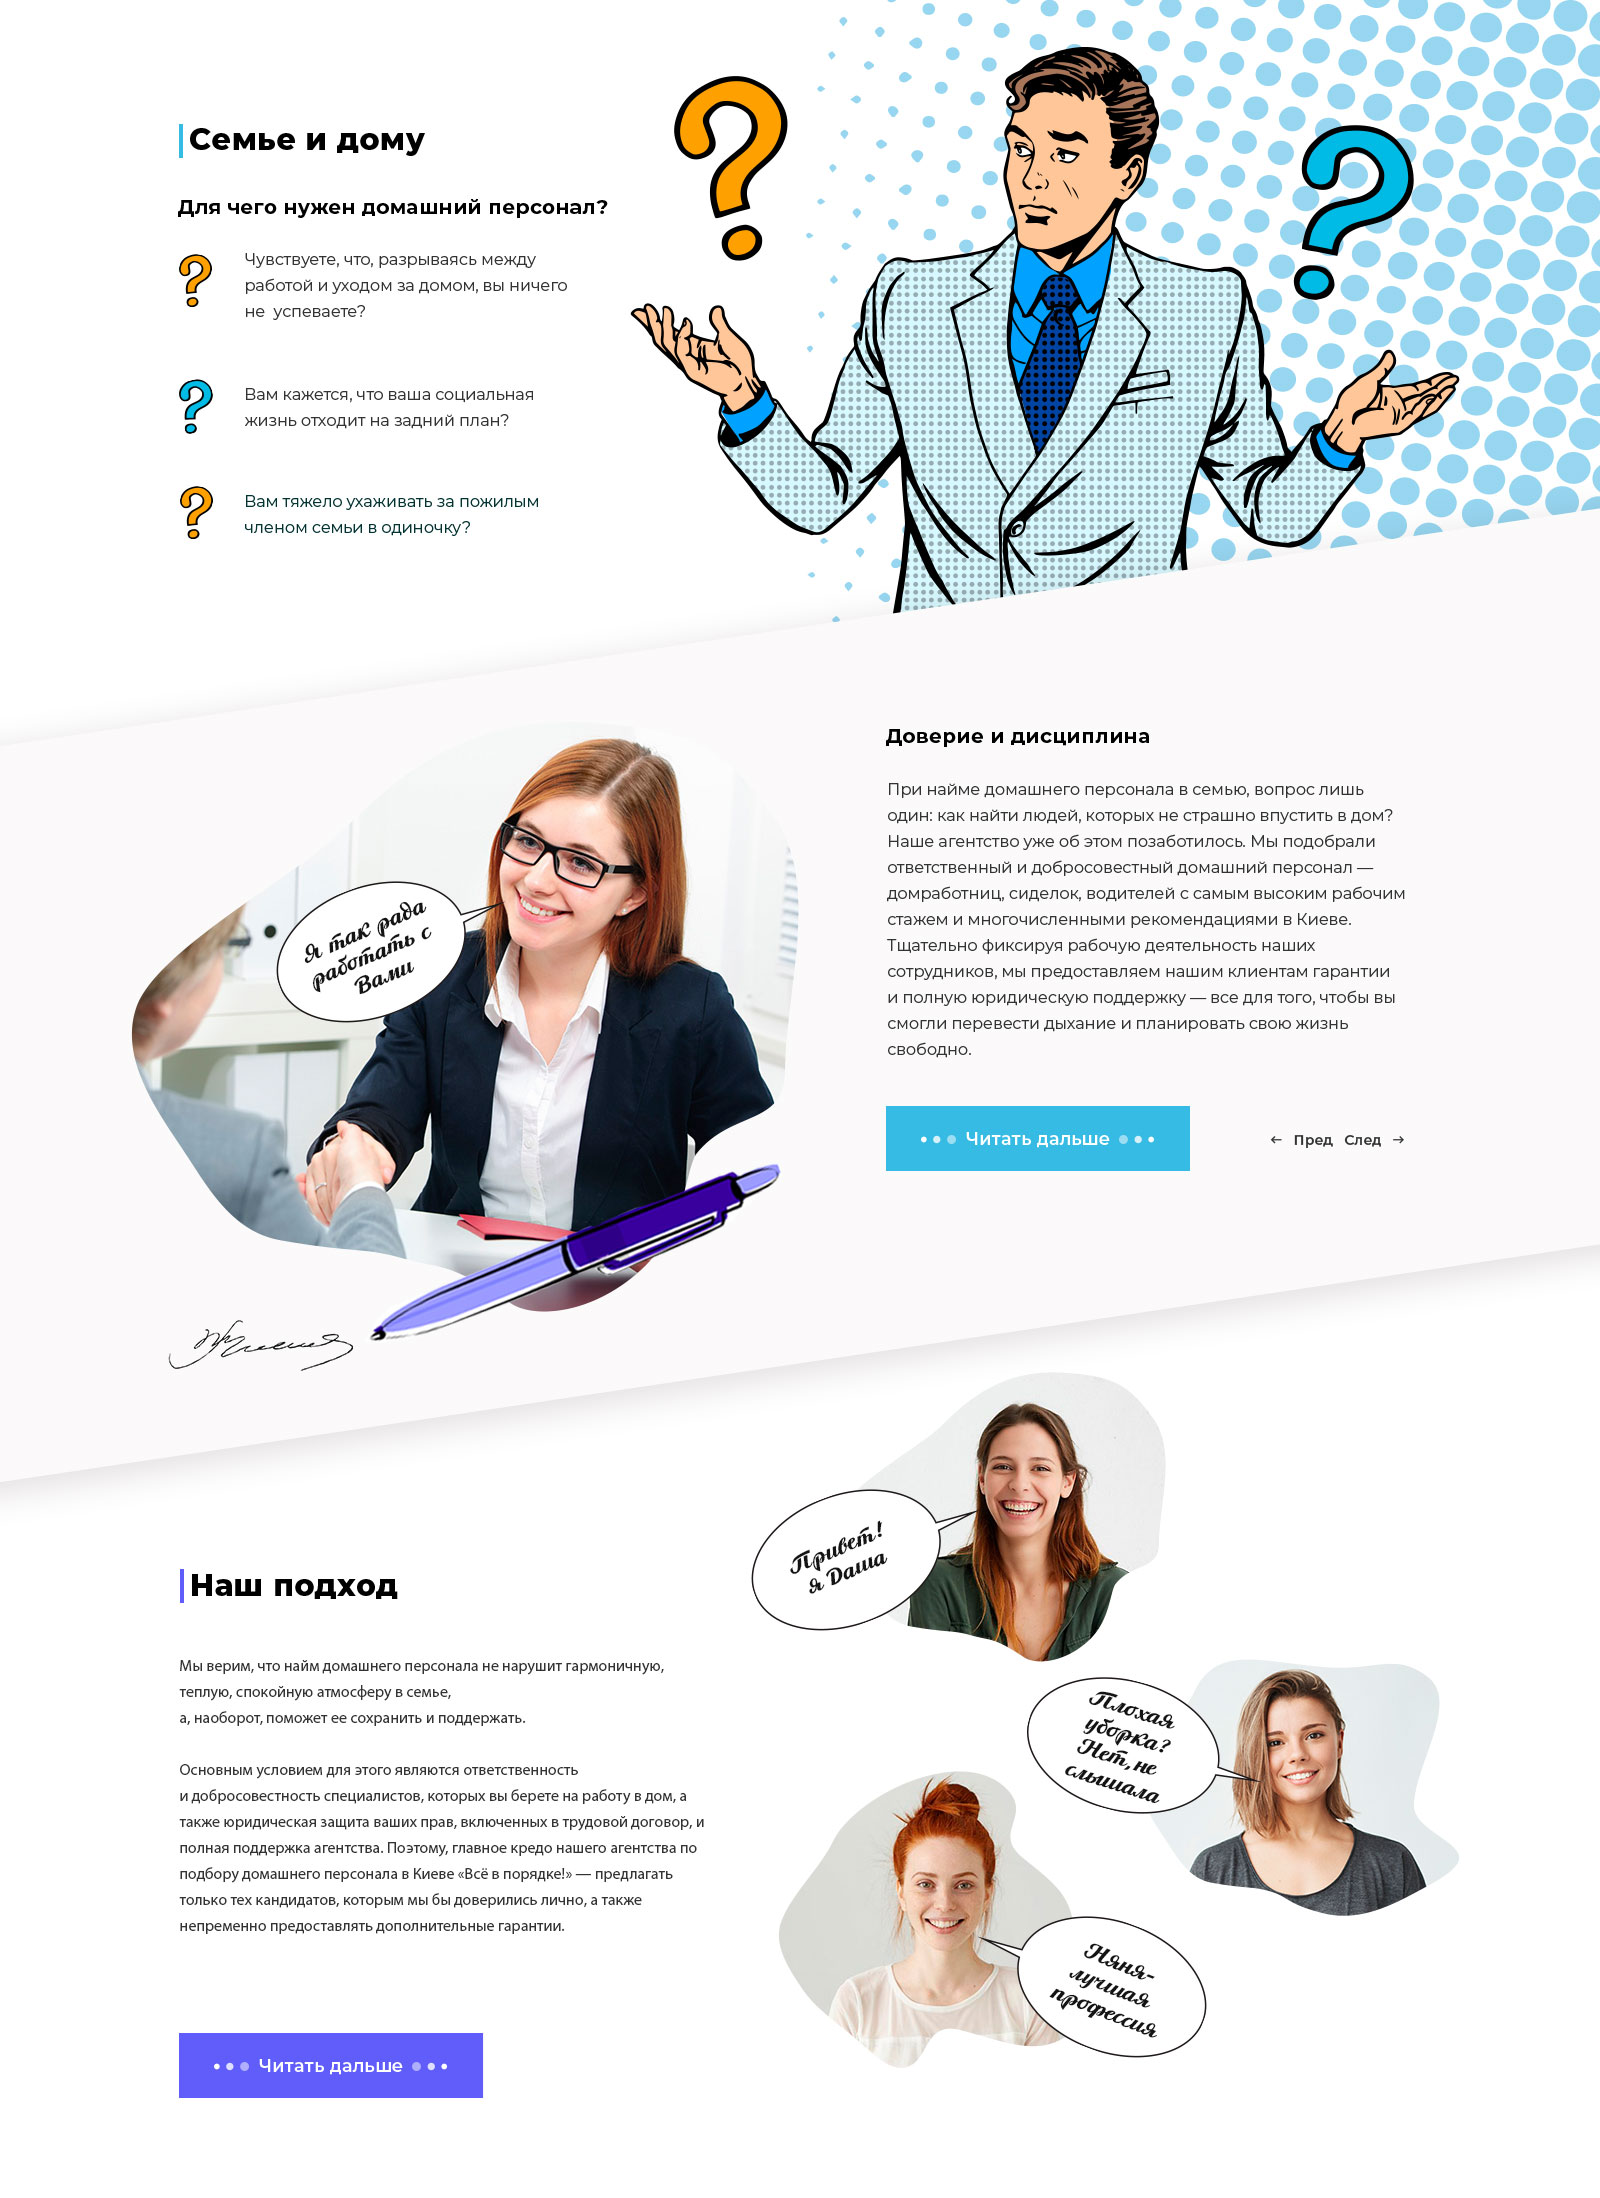 Семье и дому
Для чего нужен домашний персонал?
Чувствуете, что, разрываясь между
работой и уходом за домом, вы ничего
не успеваете?
Вам кажется, что ваша социальная
жизнь отходит на задний план?
Вам тяжело ухаживать за пожилым
членом семьи в одиночку?
Я так рада
работать с
Вами
Доверие и дисциплина
При найме домашнего персонала в семью, вопрос лишь
один: как найти людей, которых не страшно впустить в дом?
Наше агентство уже об этом позаботилось. Мы подобрали
ответственный и добросовестный домашний персонал —
домработниц, сиделок, водителей с самым высоким рабочим
стажем и многочисленными рекомендациями в Киеве.
Тщательно фиксируя рабочую деятельность наших
сотрудников, мы предоставляем нашим клиентам гарантии
и полную юридическую поддержку — все для того, чтобы вы
смогли перевести дыхание и планировать свою жизнь
свободно.
Читать дальше
← Пред След →
Привет!
я Даша
Наш подход
Мы верим, что найм домашнего персонала не нарушит гармоничную,
теплую, спокойную атмосферу в семье,
а, наоборот, поможет ее сохранить и поддержать.
Основным условием для этого являются ответственность
и добросовестность специалистов, которых вы берете на работу в дом, а
также юридическая защита ваших прав, включенных в трудовой договор, и
полная поддержка агентства. Поэтому, главное кредо нашего агентства по
подбору домашнего персонала в Киеве «Всё в порядке!» — предлагать
только тех кандидатов, которым мы бы доверились лично, а также
непременно предоставлять дополнительные гарантии.
Плохая
уборка?
Нет, не
слышала
Няня-
лучшая
профессия
Читать дальше